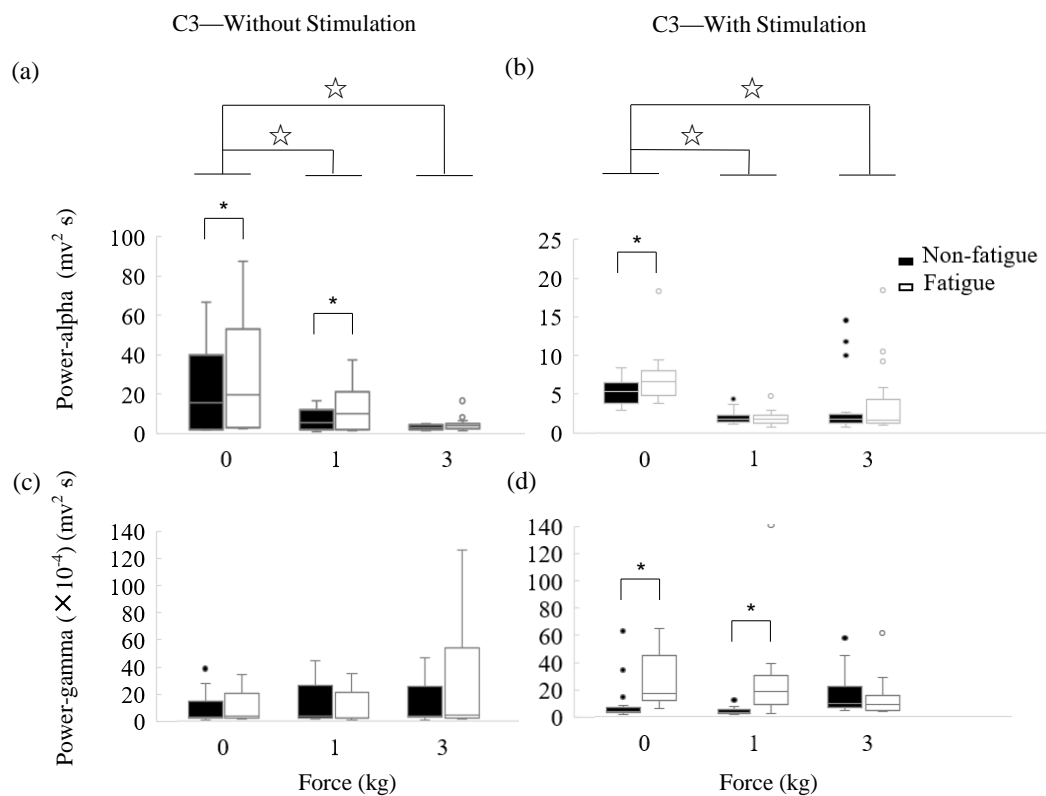 C3—Without Stimulation
C3—With Stimulation
(a)
(b)
☆
☆
☆
☆
*
*
*
Power-alpha (mv² s)
100
80
60
40
20
0
0 1 3
25
20
15
10
5
0
0 1 3
Non-fatigue
Fatigue
(c)
(d)
Power-gamma (×10⁻⁴) (mv² s)
140
120
100
80
60
40
20
0
0 1 3
Force (kg)
140
120
100
80
60
40
20
0
*
*
0 1 3
Force (kg)